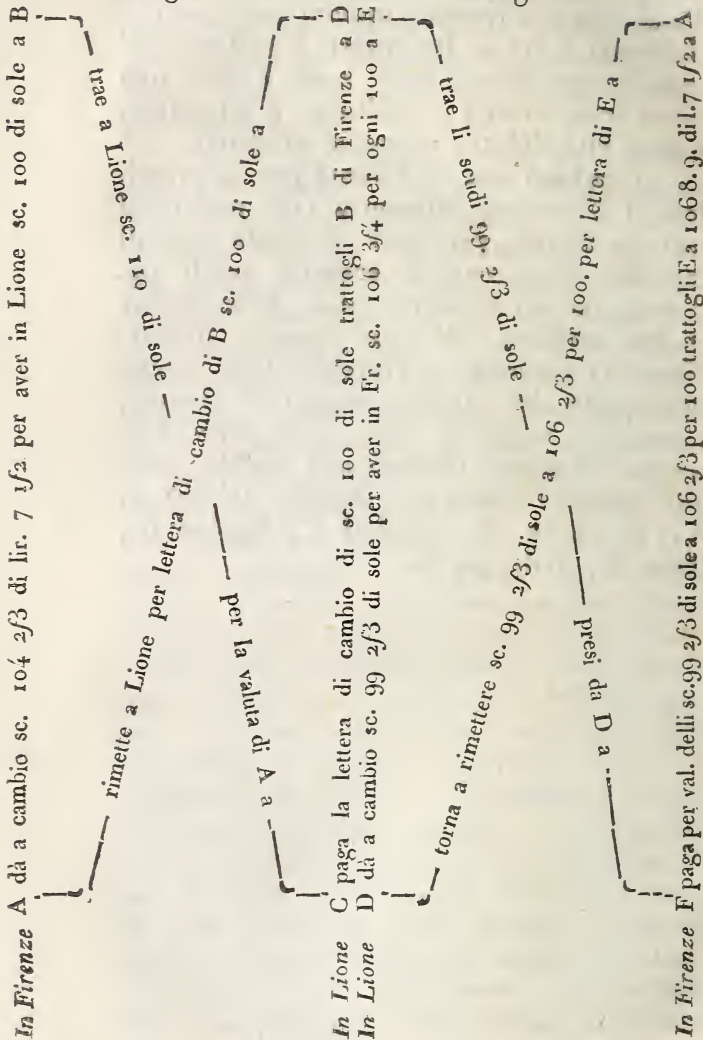 In Firenze A dà a cambio sc. 104 2/3 di lir. 7 1/2 per aver in Lione sc. 100 di sole a B
rimette a Lione per lettera di cambio di B sc. 100 di sole a
trae a Lione sc. 110 di sole
per la valuta di A a
In Lione C paga la lettera di cambio di sc. 100 di sole trattogli B di Firenze a D
In Lione D dà a cambio sc. 99 2/3 di sole per aver in Fr. sc. 106 3/4 per ogni 100 a E
torna a rimettere sc. 99 2/3 di sole a 106 2/3 per 100. per lettera di E a
trae li scudi 99 2/3 di sole
presi da D a
In Firenze F paga per val. delli sc. 99 2/3 di sole a 106 2/3 per 100 trattogli E a 106 8. 9. di l. 7 1/2 a A